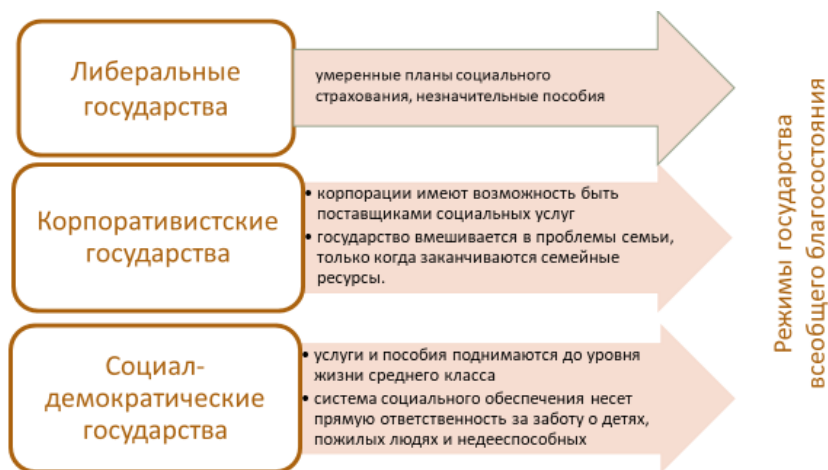 Либеральные
государства
умеренные планы социального
страхования, незначительные пособия
Корпоративистские
государства
• корпорации имеют возможность быть
поставщиками социальных услуг
• государство вмешивается в проблемы семьи,
только когда заканчиваются семейные
ресурсы.
Социал-
демократические
государства
• услуги и пособия поднимаются до уровня
жизни среднего класса
• система социального обеспечения несет
прямую ответственность за заботу о детях,
пожилых людях и недееспособных
Режимы государства
всеобщего благосостояния